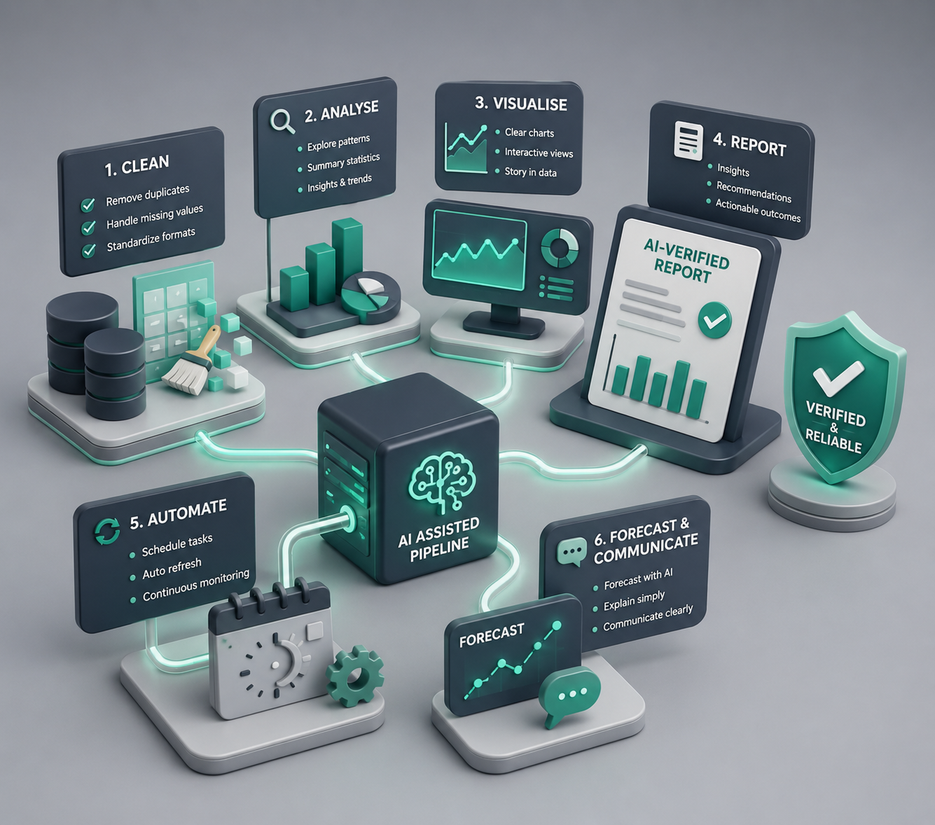 1. CLEAN
Remove duplicates
Handle missing values
Standardize formats
2. ANALYSE
Explore patterns
Summary statistics
Insights & trends
3. VISUALISE
Clear charts
Interactive views
Story in data
4. REPORT
Insights
Recommendations
Actionable outcomes
AI-VERIFIED
REPORT
VERIFIED
&
RELIABLE
AI ASSISTED
PIPELINE
5. AUTOMATE
Schedule tasks
Auto refresh
Continuous monitoring
6. FORECAST &
COMMUNICATE
Forecast with AI
Explain simply
Communicate clearly
FORECAST